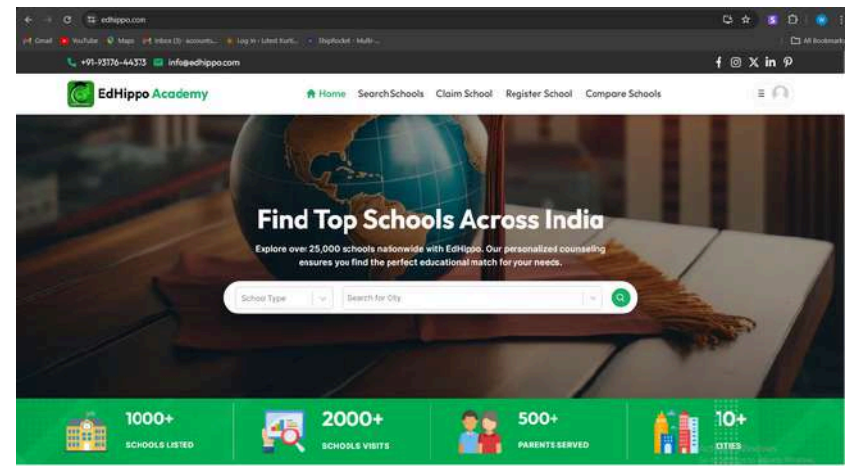 edhippo.com
Gmail YouTube Maps Inbox (3) - accounts...
All Bookmarks
info@edhippo.com
EdHippo Academy
Home Search Schools Claim School Register School Compare Schools
Find Top Schools Across India
Explore over 25,000 schools nationwide with EdHippo. Our personalized counseling
ensures you find the perfect educational match for your needs.
School Type Search for City
1000+ 2000+ 500+ 10+
SCHOOLS LISTED SCHOOLS VISITS PARENTS SERVED CITIES